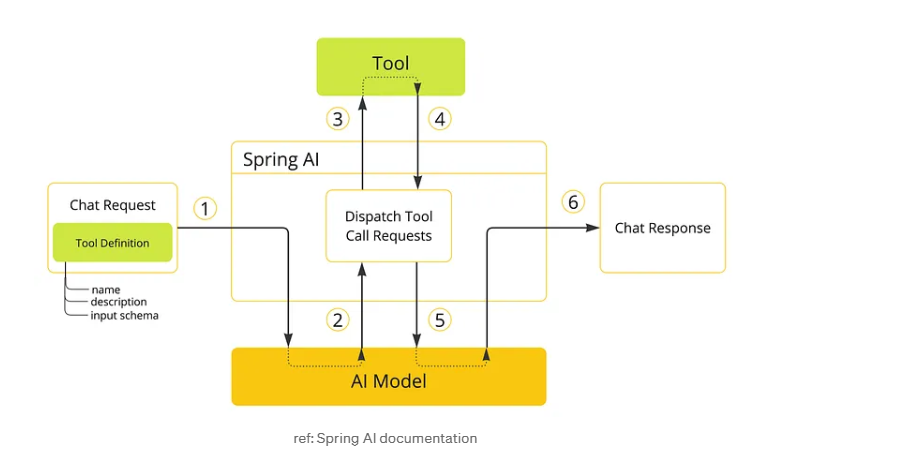 Tool
3
4
Spring AI
Chat Request
1
6
Tool Definition
Dispatch Tool
Call Requests
Chat Response
name
description
input schema
2
5
AI Model
ref: Spring AI documentation